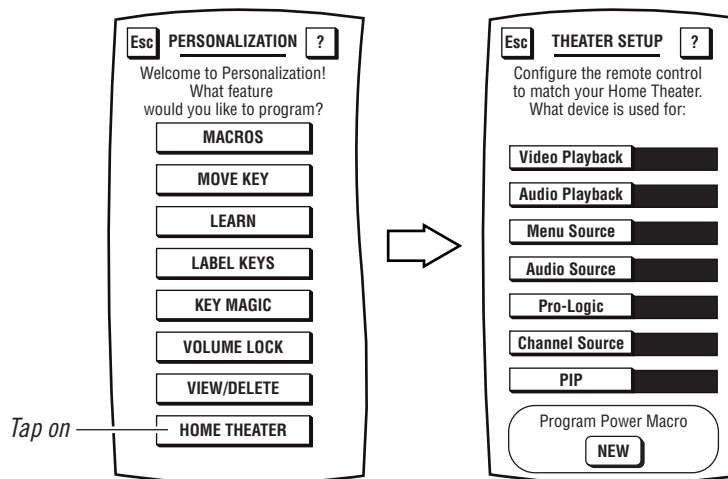 Esc PERSONALIZATION ?
Welcome to Personalization!
What feature
would you like to program?
MACROS
MOVE KEY
LEARN
LABEL KEYS
KEY MAGIC
VOLUME LOCK
VIEW/DELETE
Tap on
HOME THEATER
Esc THEATER SETUP ?
Configure the remote control
to match your Home Theater.
What device is used for:
Video Playback
Audio Playback
Menu Source
Audio Source
Pro-Logic
Channel Source
PIP
Program Power Macro
NEW